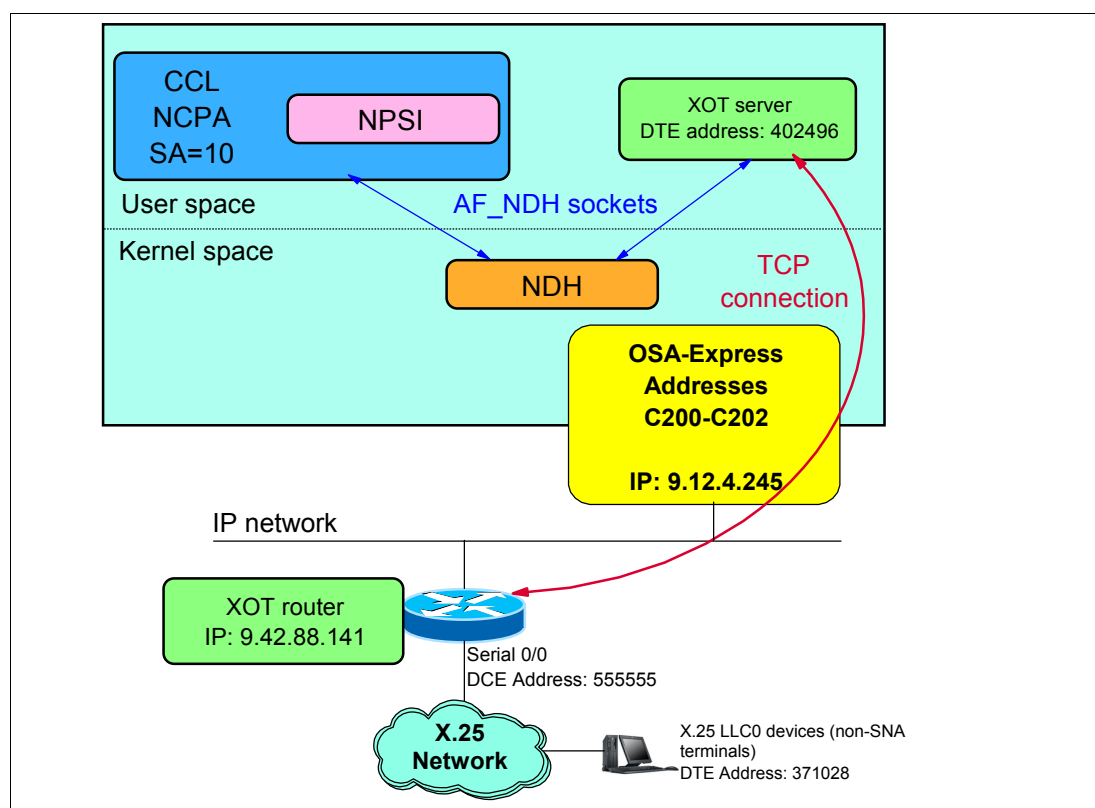 CCL
NCPA
SA=10
NPSI
XOT server
DTE address: 402496
User space
AF_NDH sockets
Kernel space
NDH
TCP
connection
OSA-Express
Addresses
C200-C202
IP: 9.12.4.245
IP network
XOT router
IP: 9.42.88.141
Serial 0/0
DCE Address: 555555
X.25
Network
X.25 LLC0 devices (non-SNA
terminals)
DTE Address: 371028